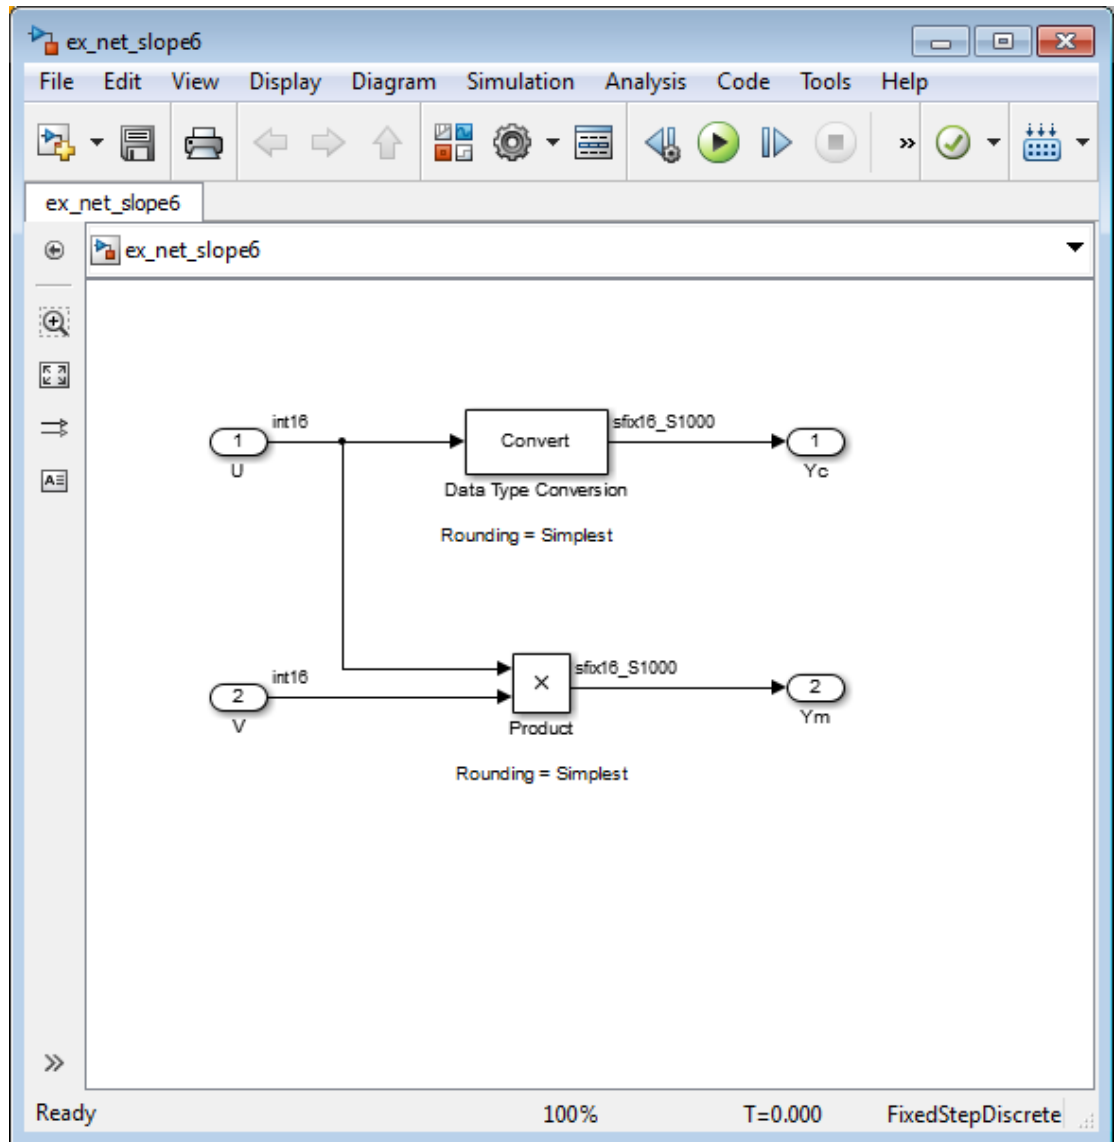 ex_net_slope6
File Edit View Display Diagram Simulation Analysis Code Tools Help
ex_net_slope6
ex_net_slope6
int16
1
U
Convert
Data Type Conversion
sfix16_S1000
1
Yc
Rounding = Simplest
int16
2
V
×
Product
sfix16_S1000
2
Ym
Rounding = Simplest
Ready 100% T=0.000 FixedStepDiscrete